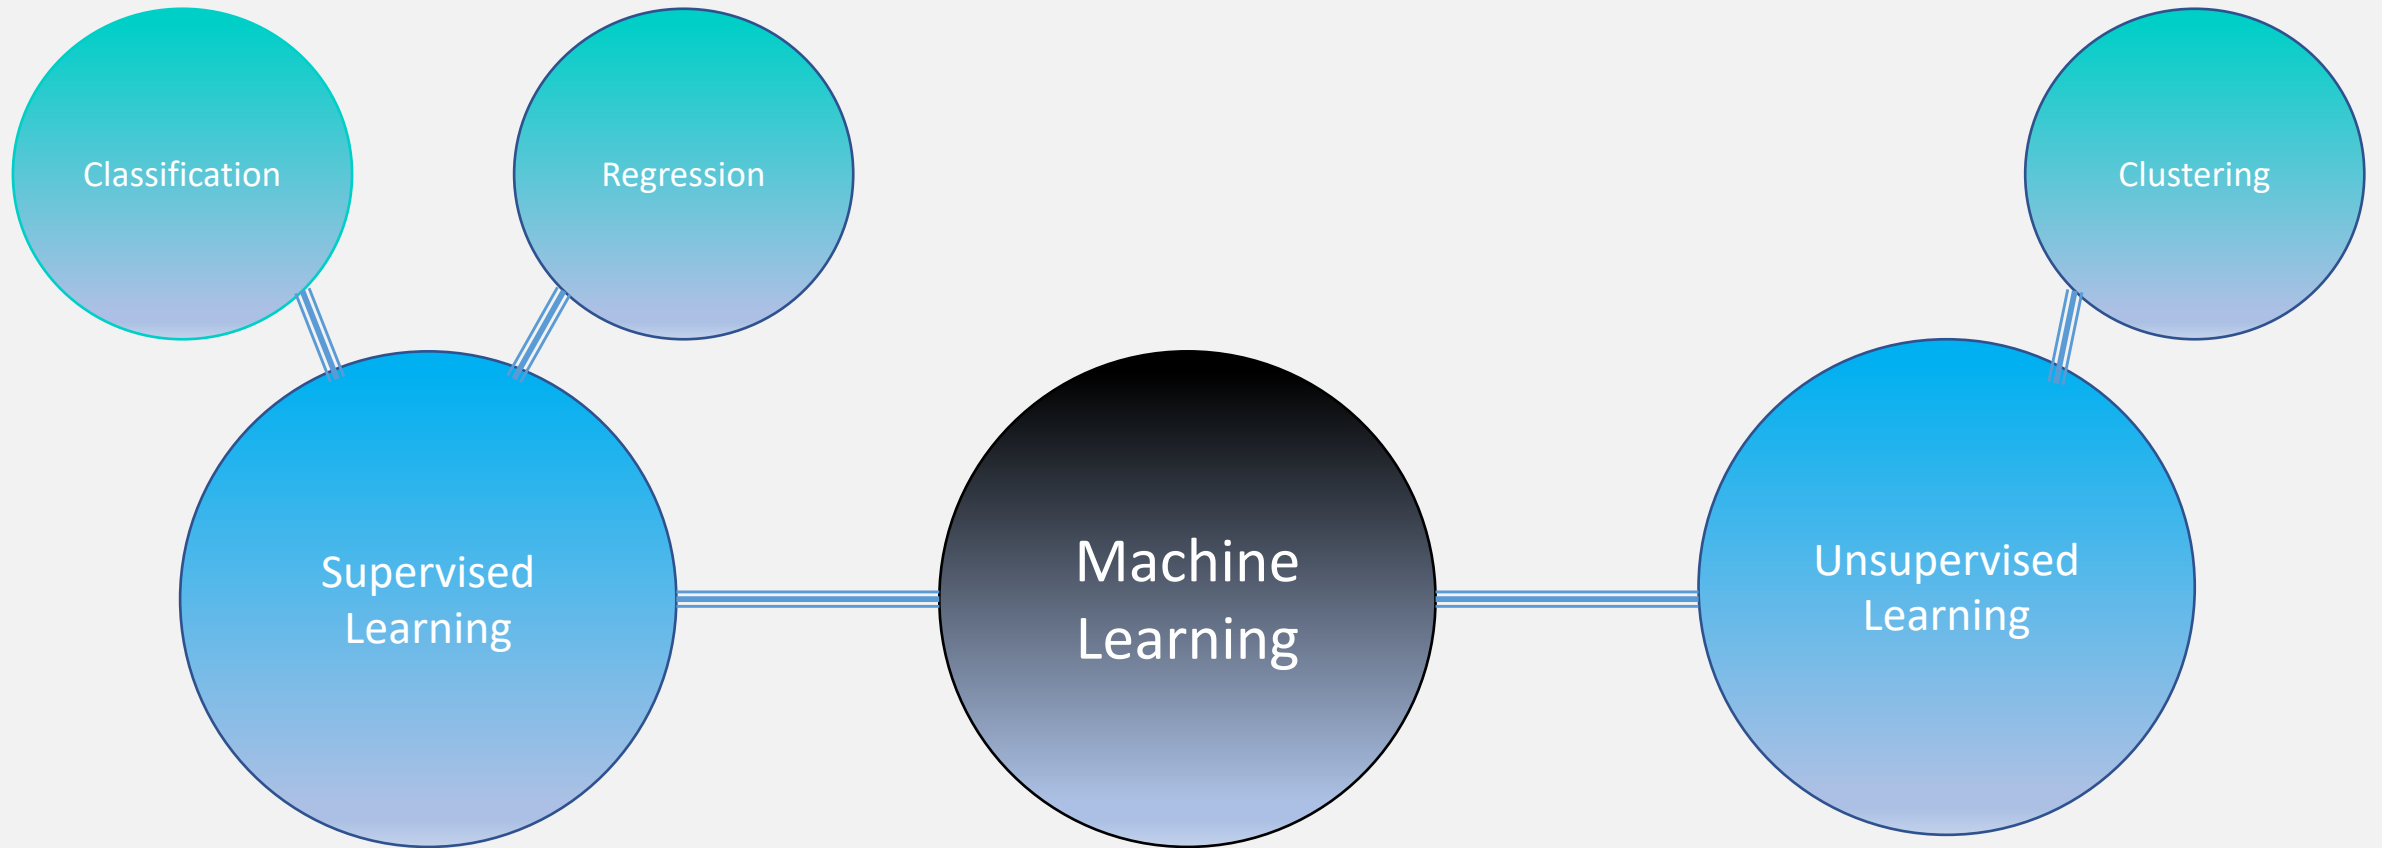 Classification
Regression
Clustering
Supervised
Learning
Machine
Learning
Unsupervised
Learning